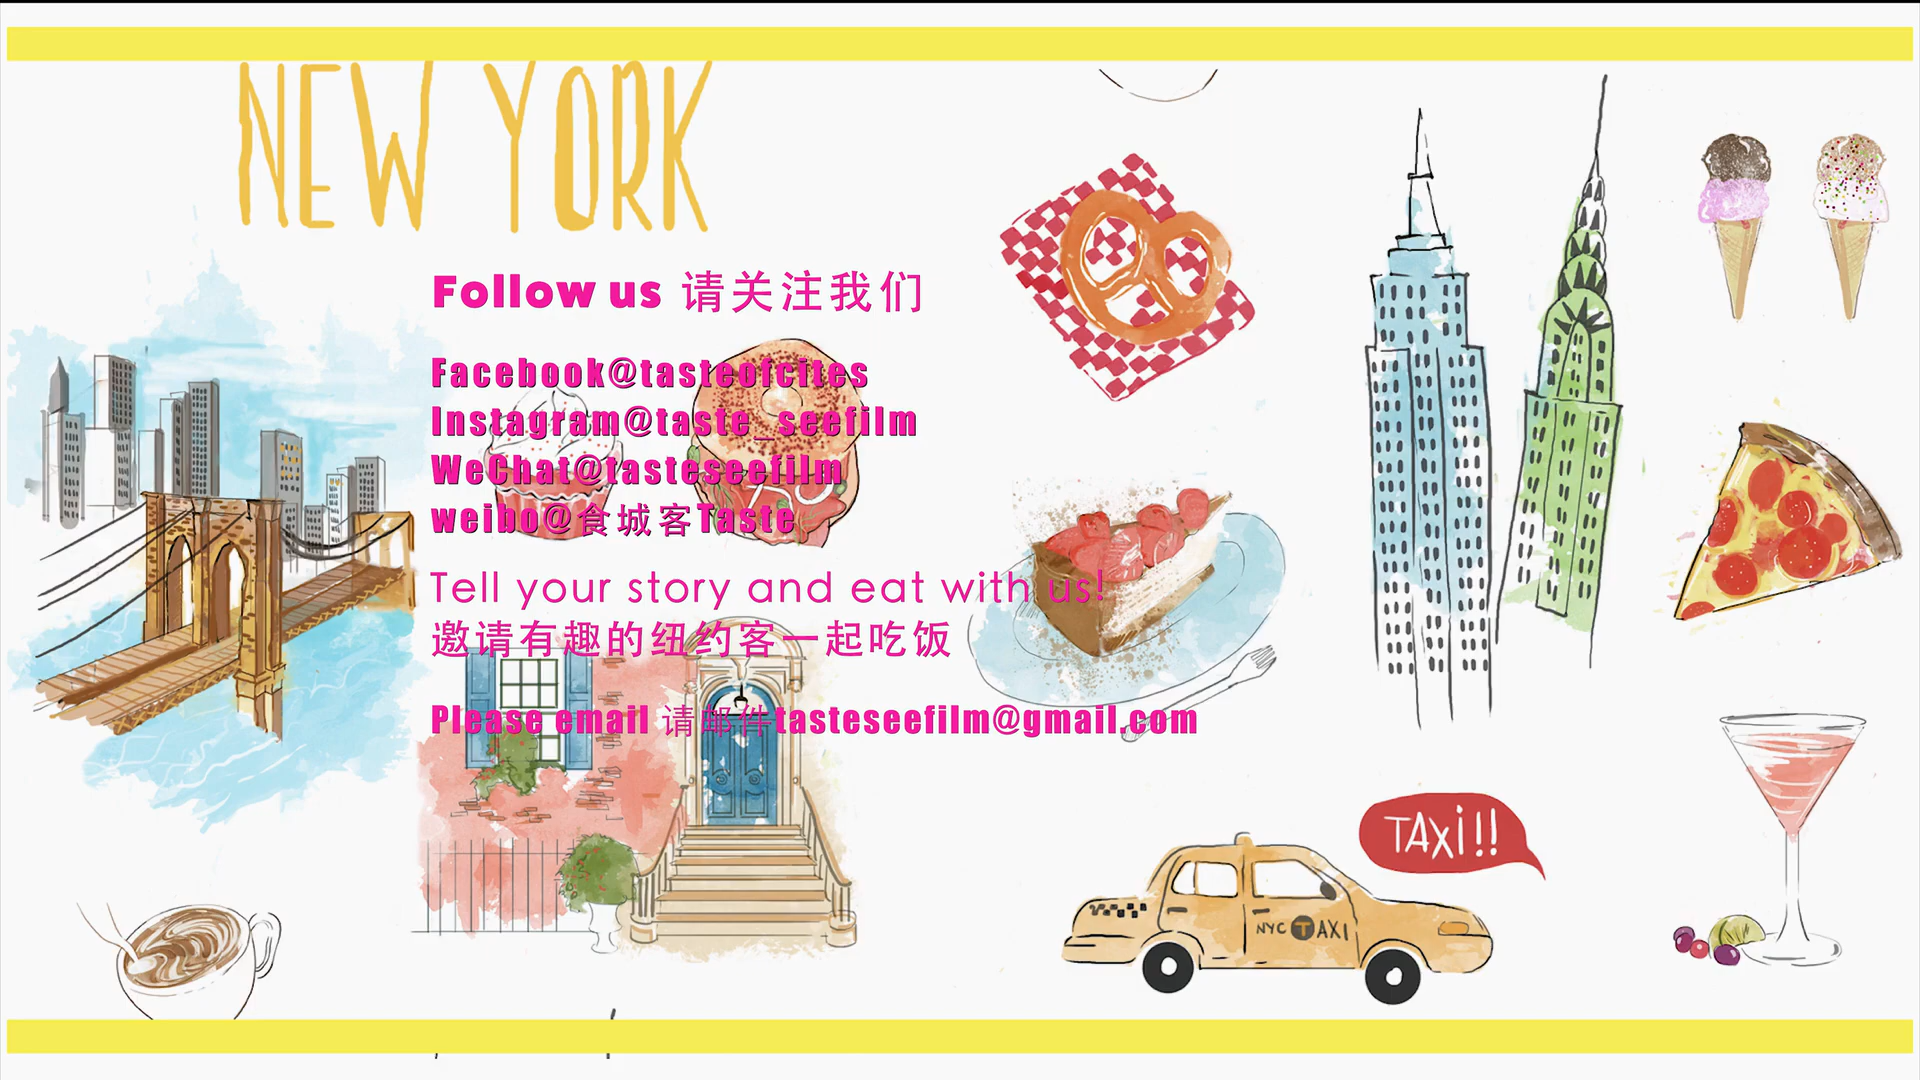 NEW YORK
Follow us 请关注我们
Facebook@tasteofcites
Instagram@taste_seefilm
WeChat@tasteseefilm
weibo@食城客Taste
Tell your story and eat with us!
邀请有趣的纽约客一起吃饭
Please email 请邮件tasteseefilm@gmail.com
TAXi!!
NYC TAXI